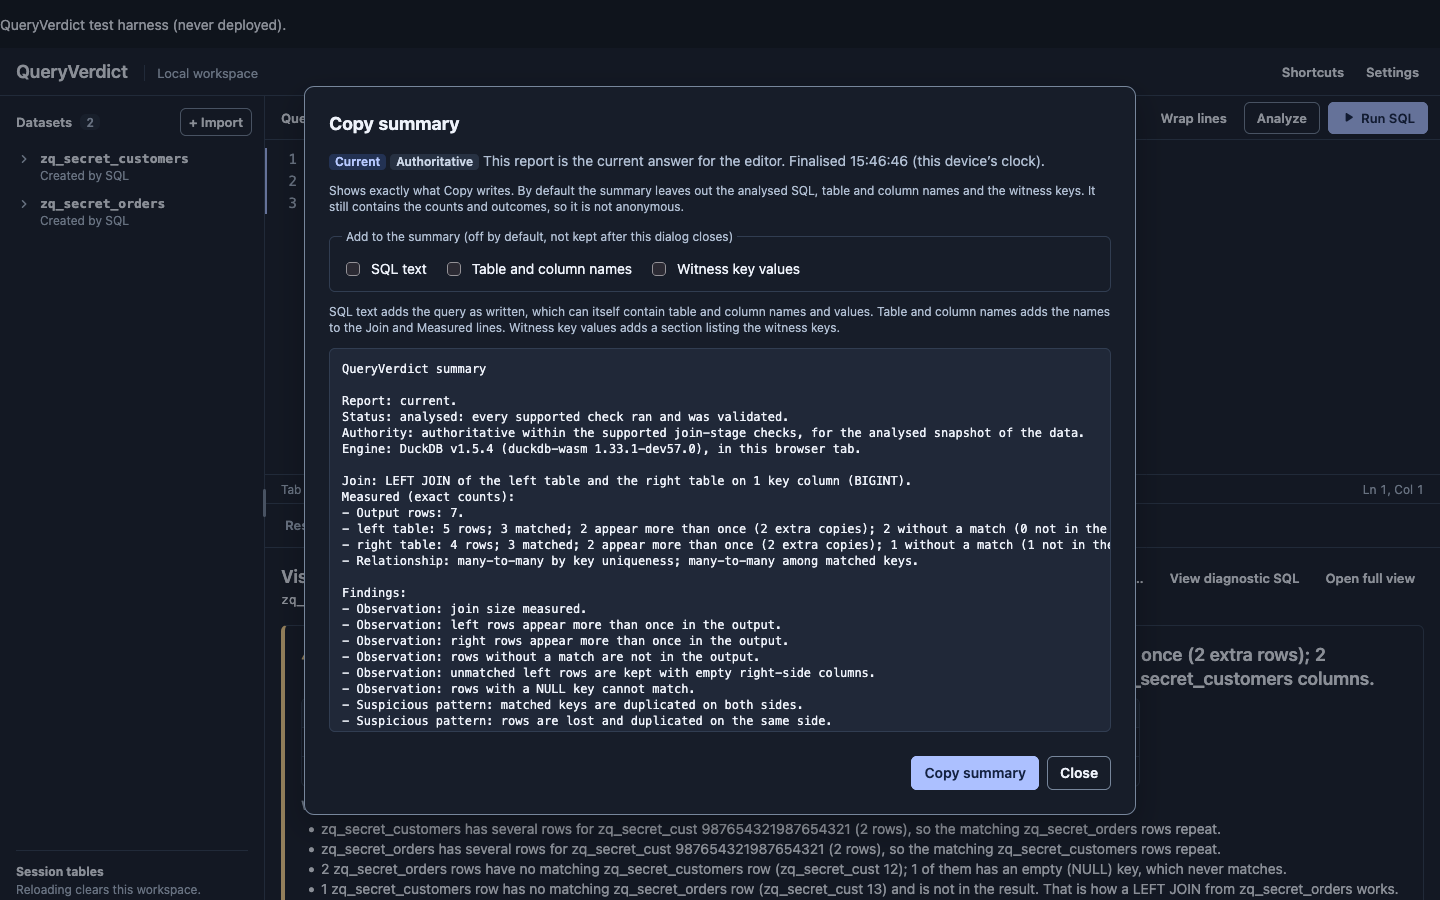 QueryVerdict test harness (never deployed).
QueryVerdict
Local workspace
Shortcuts
Settings
Datasets 2
+ Import
zq_secret_customers
Created by SQL
zq_secret_orders
Created by SQL
Wrap lines
Analyze
Run SQL
1
2
3
Copy summary
Current Authoritative This report is the current answer for the editor. Finalised 15:46:46 (this device’s clock).
Shows exactly what Copy writes. By default the summary leaves out the analysed SQL, table and column names and the witness keys. It
still contains the counts and outcomes, so it is not anonymous.
Add to the summary (off by default, not kept after this dialog closes)
SQL text
Table and column names
Witness key values
SQL text adds the query as written, which can itself contain table and column names and values. Table and column names adds the names
to the Join and Measured lines. Witness key values adds a section listing the witness keys.
QueryVerdict summary
Report: current.
Status: analysed: every supported check ran and was validated.
Authority: authoritative within the supported join-stage checks, for the analysed snapshot of the data.
Engine: DuckDB v1.5.4 (duckdb-wasm 1.33.1-dev57.0), in this browser tab.
Join: LEFT JOIN of the left table and the right table on 1 key column (BIGINT).
Measured (exact counts):
- Output rows: 7.
- left table: 5 rows; 3 matched; 2 appear more than once (2 extra copies); 2 without a match (0 not in the
- right table: 4 rows; 3 matched; 2 appear more than once (2 extra copies); 1 without a match (1 not in the
- Relationship: many-to-many by key uniqueness; many-to-many among matched keys.
Findings:
- Observation: join size measured.
- Observation: left rows appear more than once in the output.
- Observation: right rows appear more than once in the output.
- Observation: rows without a match are not in the output.
- Observation: unmatched left rows are kept with empty right-side columns.
- Observation: rows with a NULL key cannot match.
- Suspicious pattern: matched keys are duplicated on both sides.
- Suspicious pattern: rows are lost and duplicated on the same side.
Copy summary
Close
Tab
Ln 1, Col 1
View diagnostic SQL
Open full view
once (2 extra rows); 2
_secret_customers columns.
• zq_secret_customers has several rows for zq_secret_cust 987654321987654321 (2 rows), so the matching zq_secret_orders rows repeat.
• zq_secret_orders has several rows for zq_secret_cust 987654321987654321 (2 rows), so the matching zq_secret_customers rows repeat.
• 2 zq_secret_orders rows have no matching zq_secret_customers row (zq_secret_cust 12); 1 of them has an empty (NULL) key, which never matches.
• 1 zq_secret_customers row has no matching zq_secret_orders row (zq_secret_cust 13) and is not in the result. That is how a LEFT JOIN from zq_secret_orders works.
Session tables
Reloading clears this workspace.